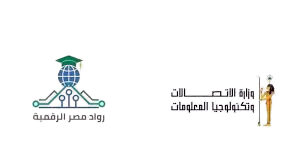 وزارة الاتصالات
وتكنولوجيا المعلومات
رواد مصر الرقمية